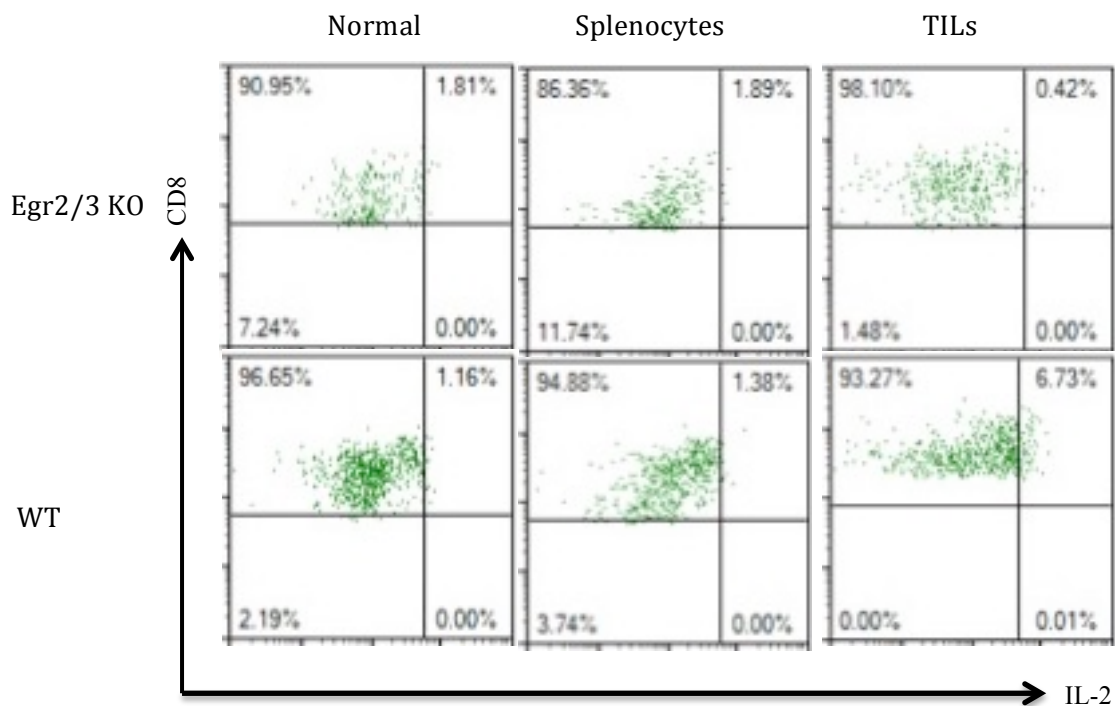 Normal Splenocytes TILs
90.95% 1.81% 86.36% 1.89% 98.10% 0.42%
Egr2/3 KO CD8
7.24% 0.00% 11.74% 0.00% 1.48% 0.00%
96.65% 1.16% 94.88% 1.38% 93.27% 6.73%
WT
2.19% 0.00% 3.74% 0.00% 0.00% 0.01%
IL-2